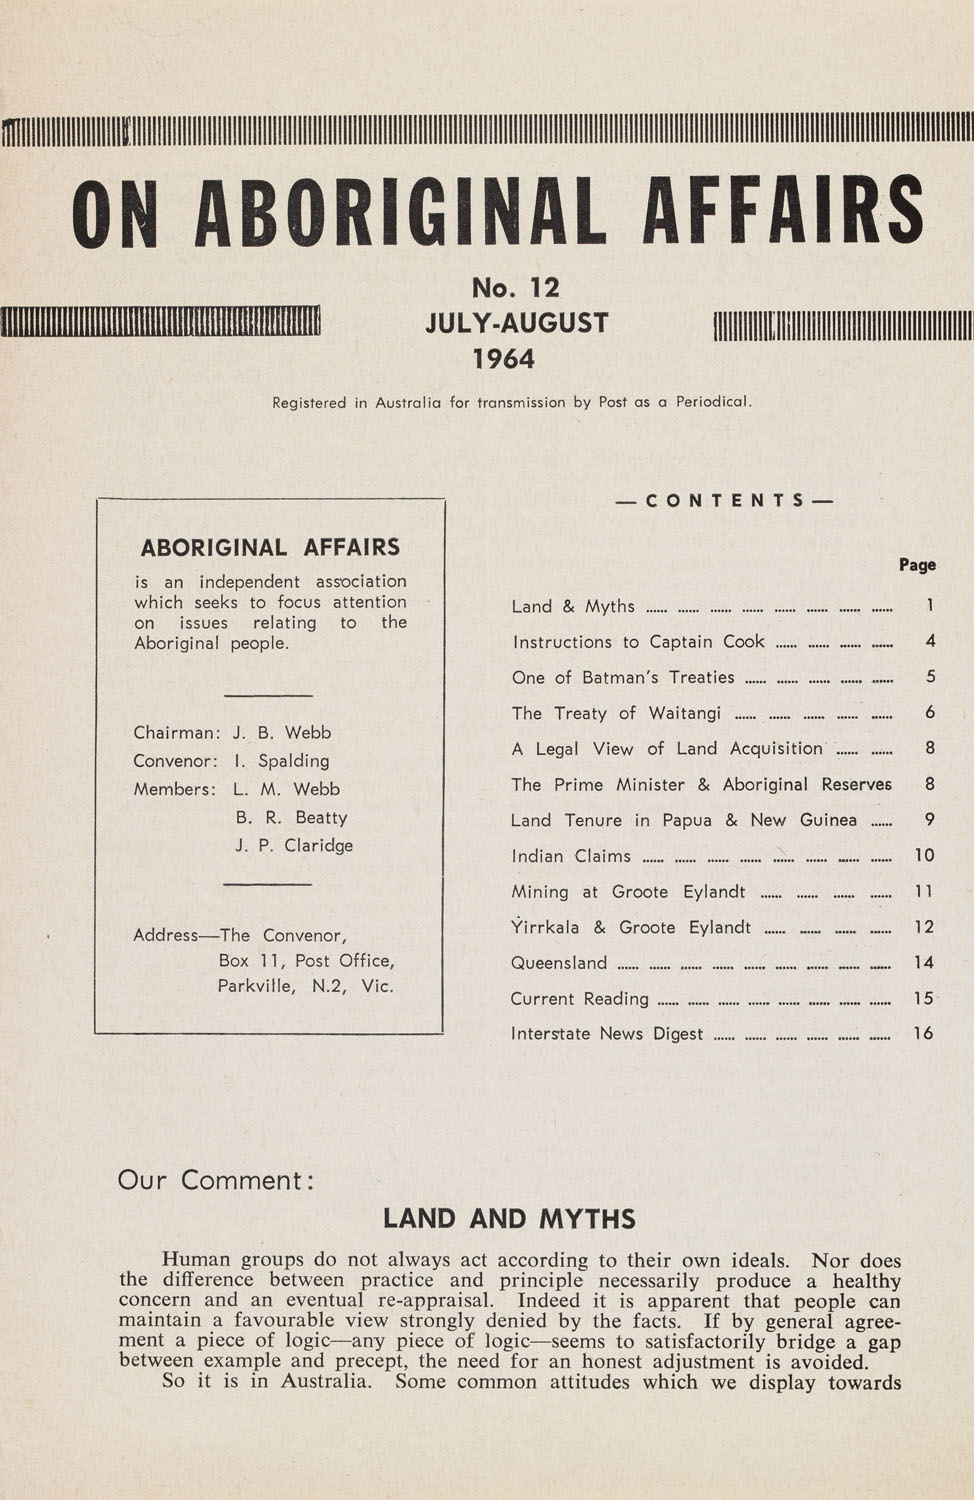 ON ABORIGINAL AFFAIRS
No. 12
JULY-AUGUST
1964
Registered in Australia for transmission by Post as a Periodical.
ABORIGINAL AFFAIRS
is an independent association
which seeks to focus attention
on issues relating to the
Aboriginal people.
Chairman: J. B. Webb
Convenor: I. Spalding
Members: L. M. Webb
B. R. Beatty
J. P. Claridge
Address—The Convenor,
Box 11, Post Office,
Parkville, N.2, Vic.
—CONTENTS—
Page
Land & Myths ...... ...... ...... ...... ...... ...... ...... ...... 1
Instructions to Captain Cook ...... ...... ...... ...... 4
One of Batman's Treaties ...... ...... ...... ...... ...... 5
The Treaty of Waitangi ...... ...... ...... ...... ...... 6
A Legal View of Land Acquisition ...... ...... 8
The Prime Minister & Aboriginal Reserves 8
Land Tenure in Papua & New Guinea ...... 9
Indian Claims ...... ...... ...... ...... ...... ...... ...... ...... 10
Mining at Groote Eylandt ...... ...... ...... ...... 11
Yirrkala & Groote Eylandt ...... ...... ...... ...... 12
Queensland ...... ...... ...... ...... ...... ...... ...... ...... ...... 14
Current Reading ...... ...... ...... ...... ...... ...... ...... ...... 15
Interstate News Digest ...... ...... ...... ...... ...... ...... 16
Our Comment:
LAND AND MYTHS
Human groups do not always act according to their own ideals. Nor does
the difference between practice and principle necessarily produce a healthy
concern and an eventual re-appraisal. Indeed it is apparent that people can
maintain a favourable view strongly denied by the facts. If by general agree-
ment a piece of logic—any piece of logic—seems to satisfactorily bridge a gap
between example and precept, the need for an honest adjustment is avoided.
So it is in Australia. Some common attitudes which we display towards